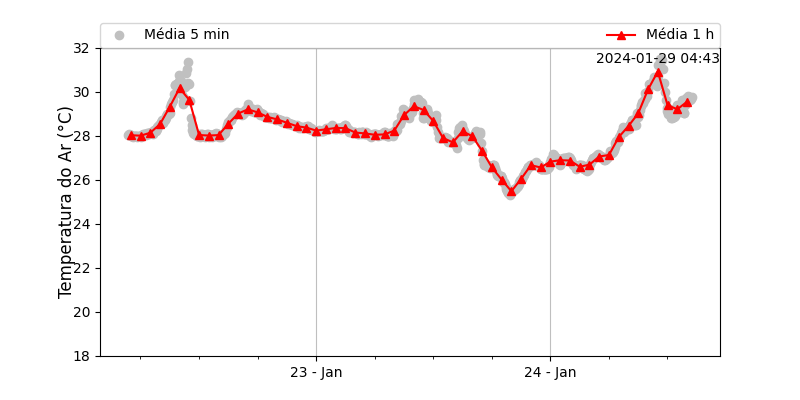 Média 5 min
Média 1 h
2024-01-29 04:43
Temperatura do Ar (°C)
32
30
28
26
24
22
20
18
23 - Jan
24 - Jan